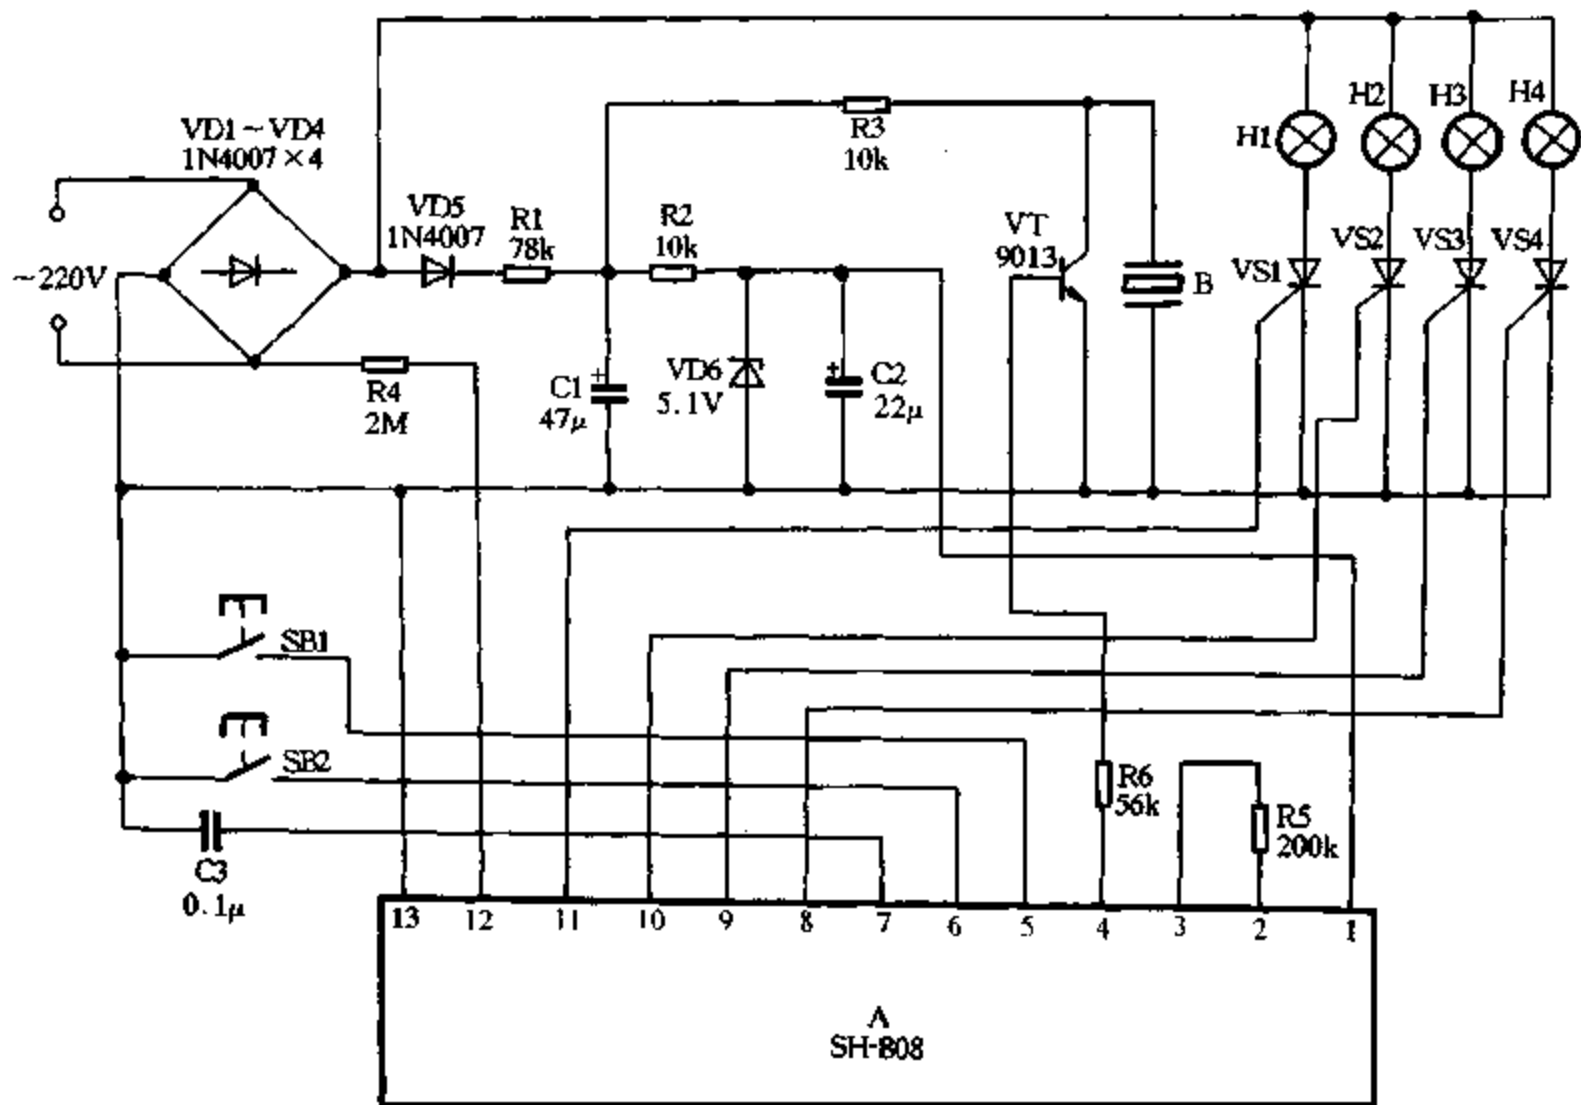 VD1～VD4
1N4007×4
～220V
VD5
1N4007
R1
78k
R2
10k
R3
10k
VT
9013
B
H1
H2
H3
H4
VS1
VS2
VS3
VS4
R4
2M
C1
+
47μ
VD6
5.1V
+
C2
22μ
SB1
SB2
C3
0.1μ
R6
56k
R5
200k
13 12 11 10 9 8 7 6 5 4 3 2 1
A
SH-808